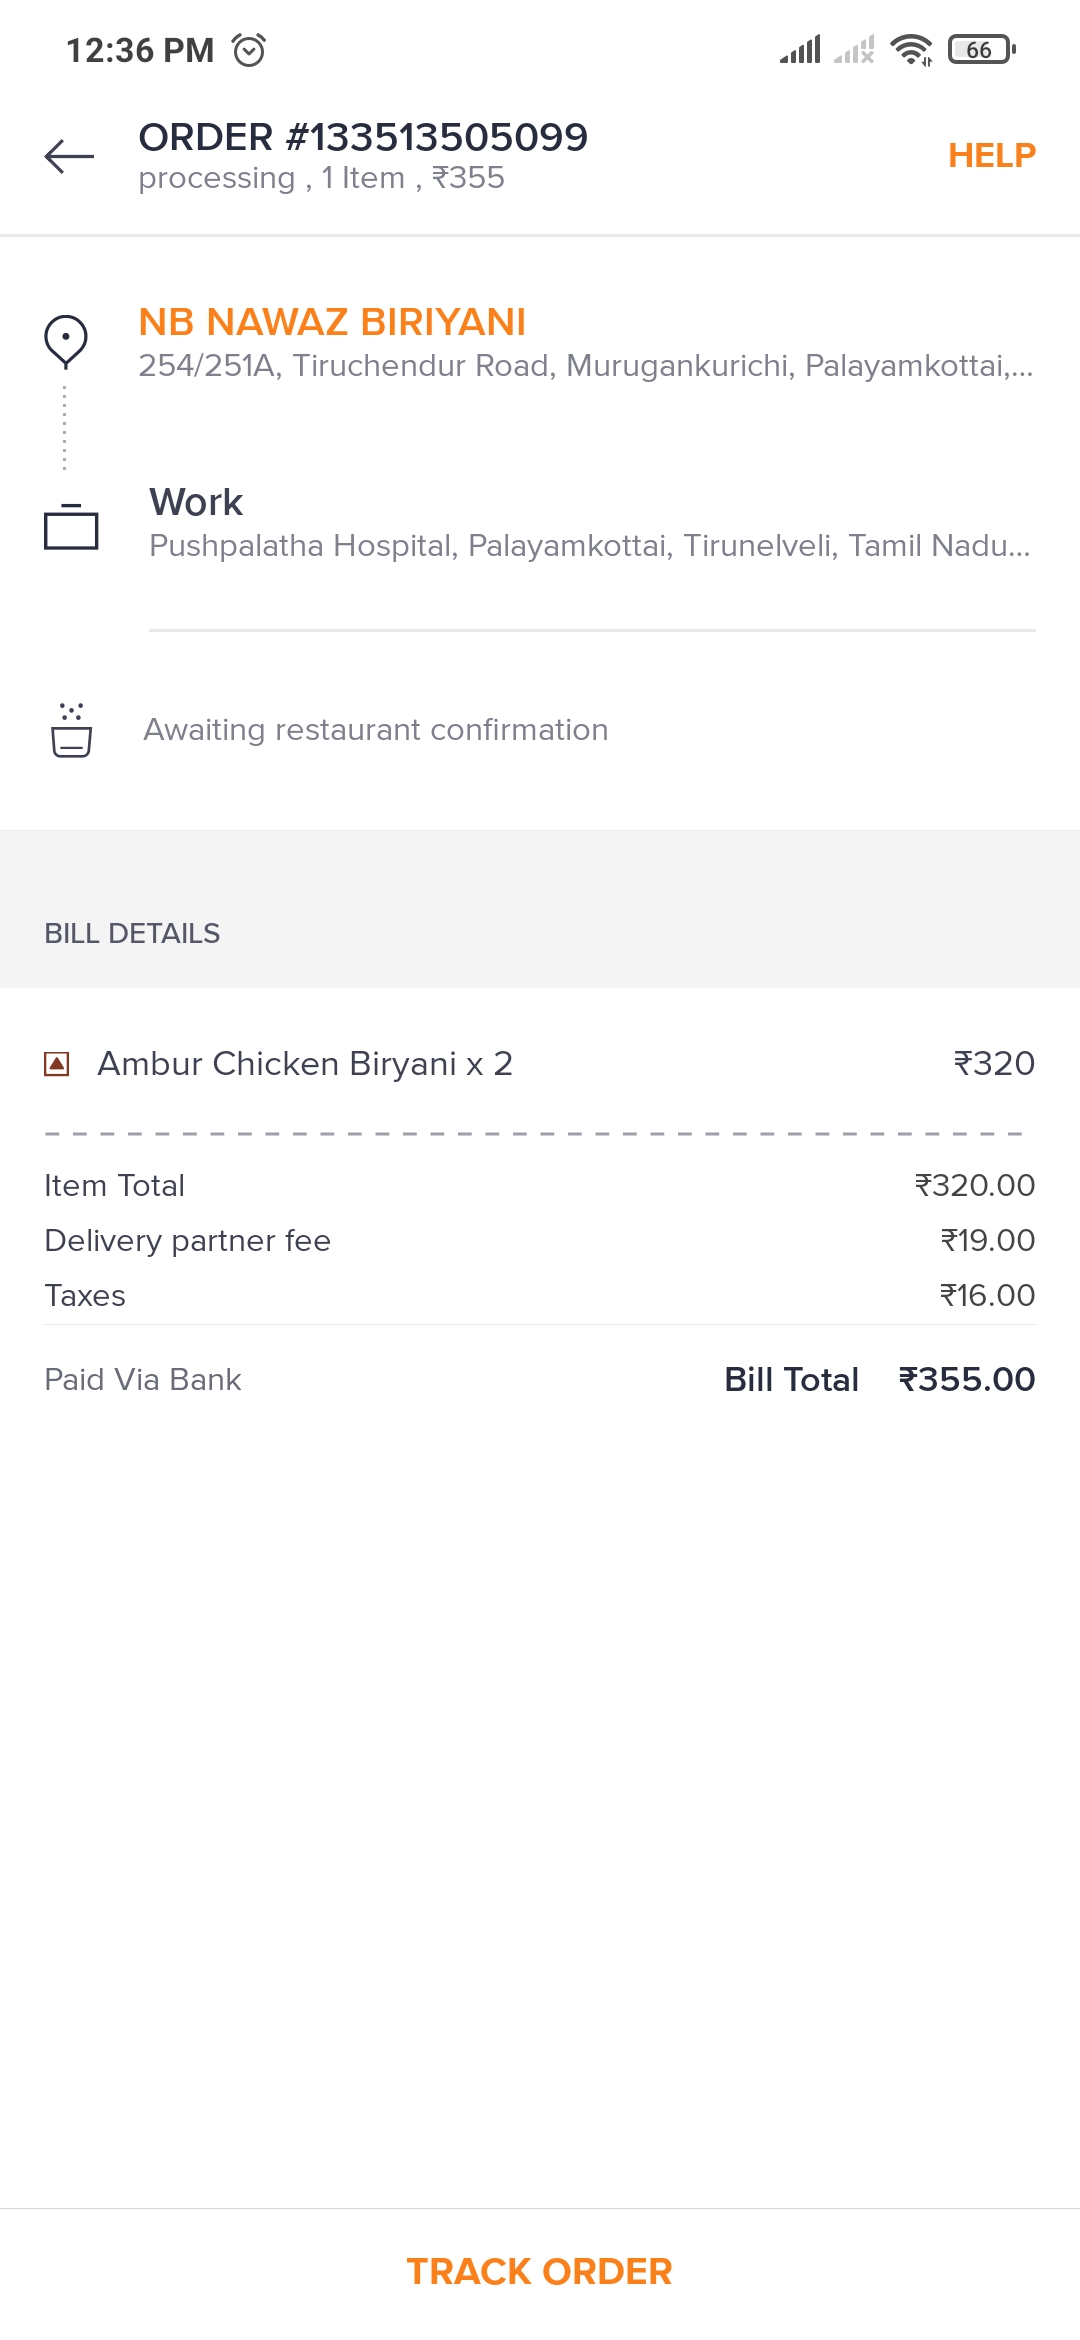 12:36 PM
66
ORDER #133513505099
HELP
processing , 1 Item , ₹355
NB NAWAZ BIRIYANI
254/251A, Tiruchendur Road, Murugankurichi, Palayamkottai,...
Work
Pushpalatha Hospital, Palayamkottai, Tirunelveli, Tamil Nadu...
Awaiting restaurant confirmation
BILL DETAILS
Ambur Chicken Biryani x 2 ₹320
Item Total ₹320.00
Delivery partner fee ₹19.00
Taxes ₹16.00
Paid Via Bank Bill Total ₹355.00
TRACK ORDER